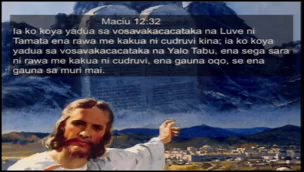 Maciu 12:32
Ia ko koya yadua sa vosavakacacataka na Luve ni
Tamata ena rawa me kakua ni cudruvi kina; ia ko koya
yadua sa vosavakacacataka na Yalo Tabu, ena sega sara
ni rawa me kakua ni cudruvi, ena gauna oqo, se ena
gauna sa muri mai.